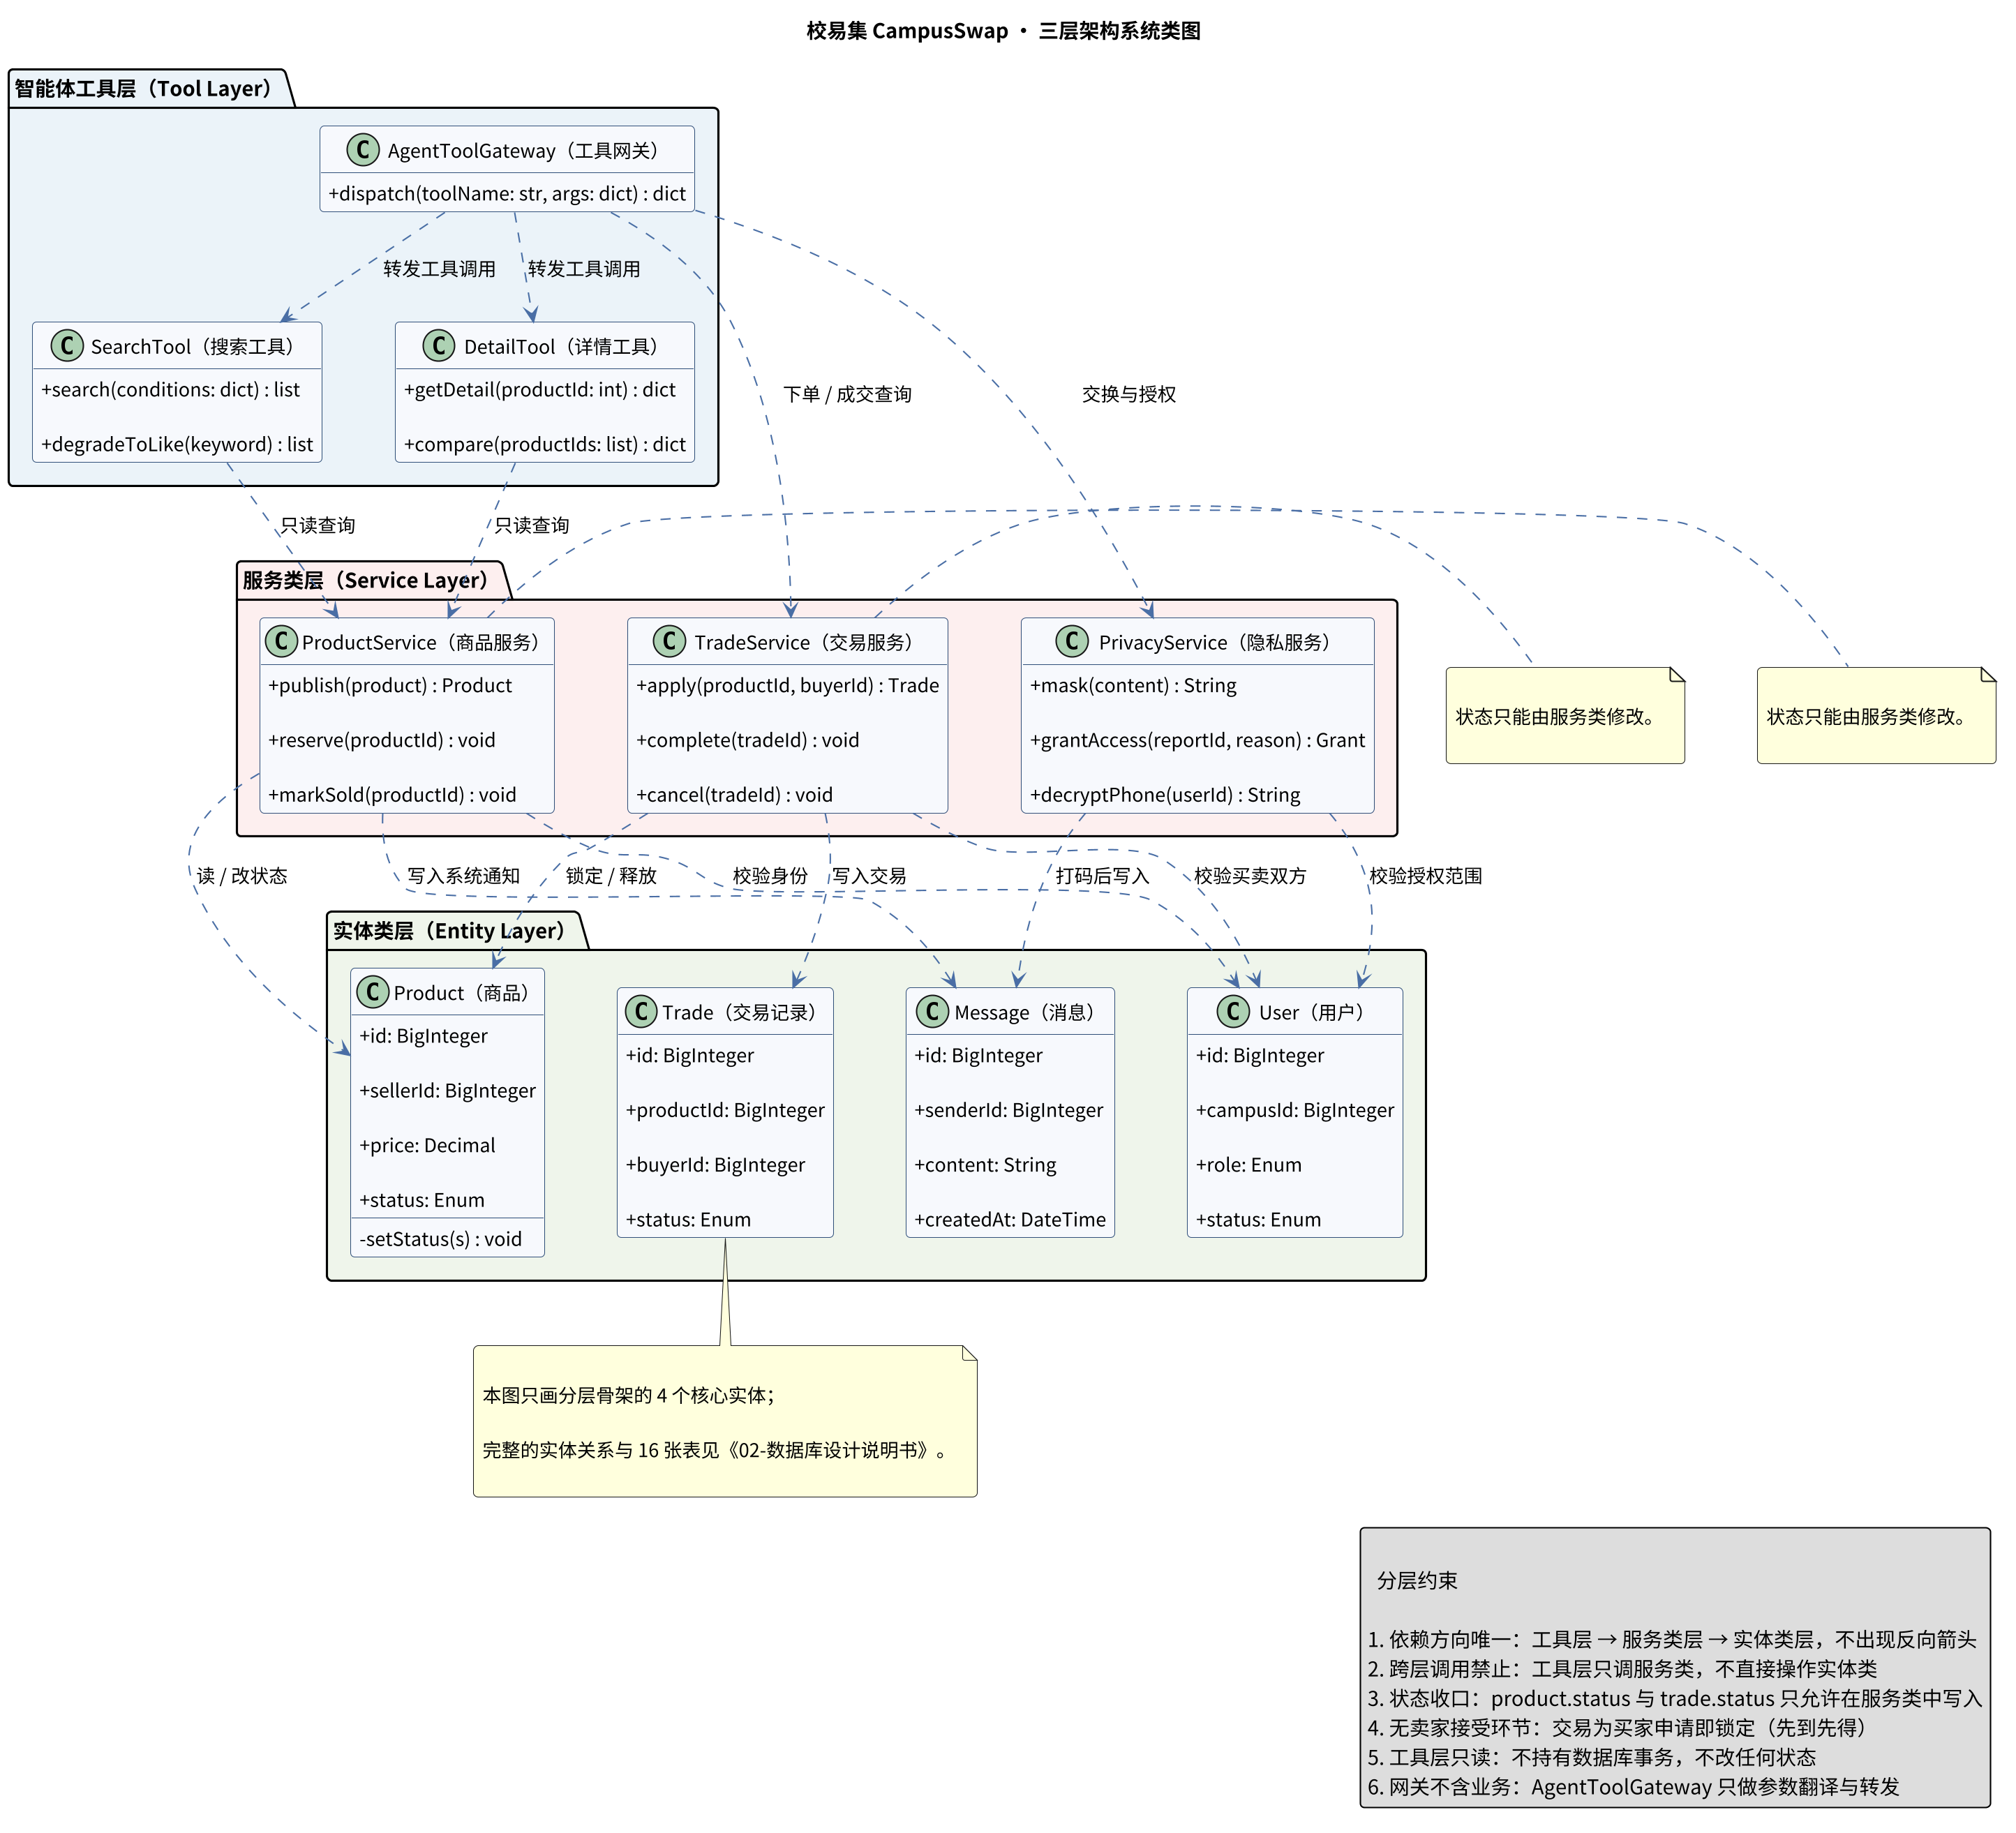 校易集 CampusSwap · 三层架构系统类图
智能体工具层（Tool Layer）
C AgentToolGateway（工具网关）
+dispatch(toolName: str, args: dict) : dict
转发工具调用
转发工具调用
C SearchTool（搜索工具）
+search(conditions: dict) : list
+degradeToLike(keyword) : list
C DetailTool（详情工具）
+getDetail(productId: int) : dict
+compare(productIds: list) : dict
下单 / 成交查询
交换与授权
只读查询
只读查询
服务类层（Service Layer）
C ProductService（商品服务）
+publish(product) : Product
+reserve(productId) : void
+markSold(productId) : void
C TradeService（交易服务）
+apply(productId, buyerId) : Trade
+complete(tradeId) : void
+cancel(tradeId) : void
C PrivacyService（隐私服务）
+mask(content) : String
+grantAccess(reportId, reason) : Grant
+decryptPhone(userId) : String
状态只能由服务类修改。
状态只能由服务类修改。
读 / 改状态
写入系统通知
锁定 / 释放
校验身份
写入交易
打码后写入
校验买卖双方
校验授权范围
实体类层（Entity Layer）
C Product（商品）
+id: BigInteger
+sellerId: BigInteger
+price: Decimal
+status: Enum
-setStatus(s) : void
C Trade（交易记录）
+id: BigInteger
+productId: BigInteger
+buyerId: BigInteger
+status: Enum
C Message（消息）
+id: BigInteger
+senderId: BigInteger
+content: String
+createdAt: DateTime
C User（用户）
+id: BigInteger
+campusId: BigInteger
+role: Enum
+status: Enum
本图只画分层骨架的 4 个核心实体；
完整的实体关系与 16 张表见《02-数据库设计说明书》。
分层约束
1. 依赖方向唯一：工具层 → 服务类层 → 实体类层，不出现反向箭头
2. 跨层调用禁止：工具层只调服务类，不直接操作实体类
3. 状态收口：product.status 与 trade.status 只允许在服务类中写入
4. 无卖家接受环节：交易为买家申请即锁定（先到先得）
5. 工具层只读：不持有数据库事务，不改任何状态
6. 网关不含业务：AgentToolGateway 只做参数翻译与转发